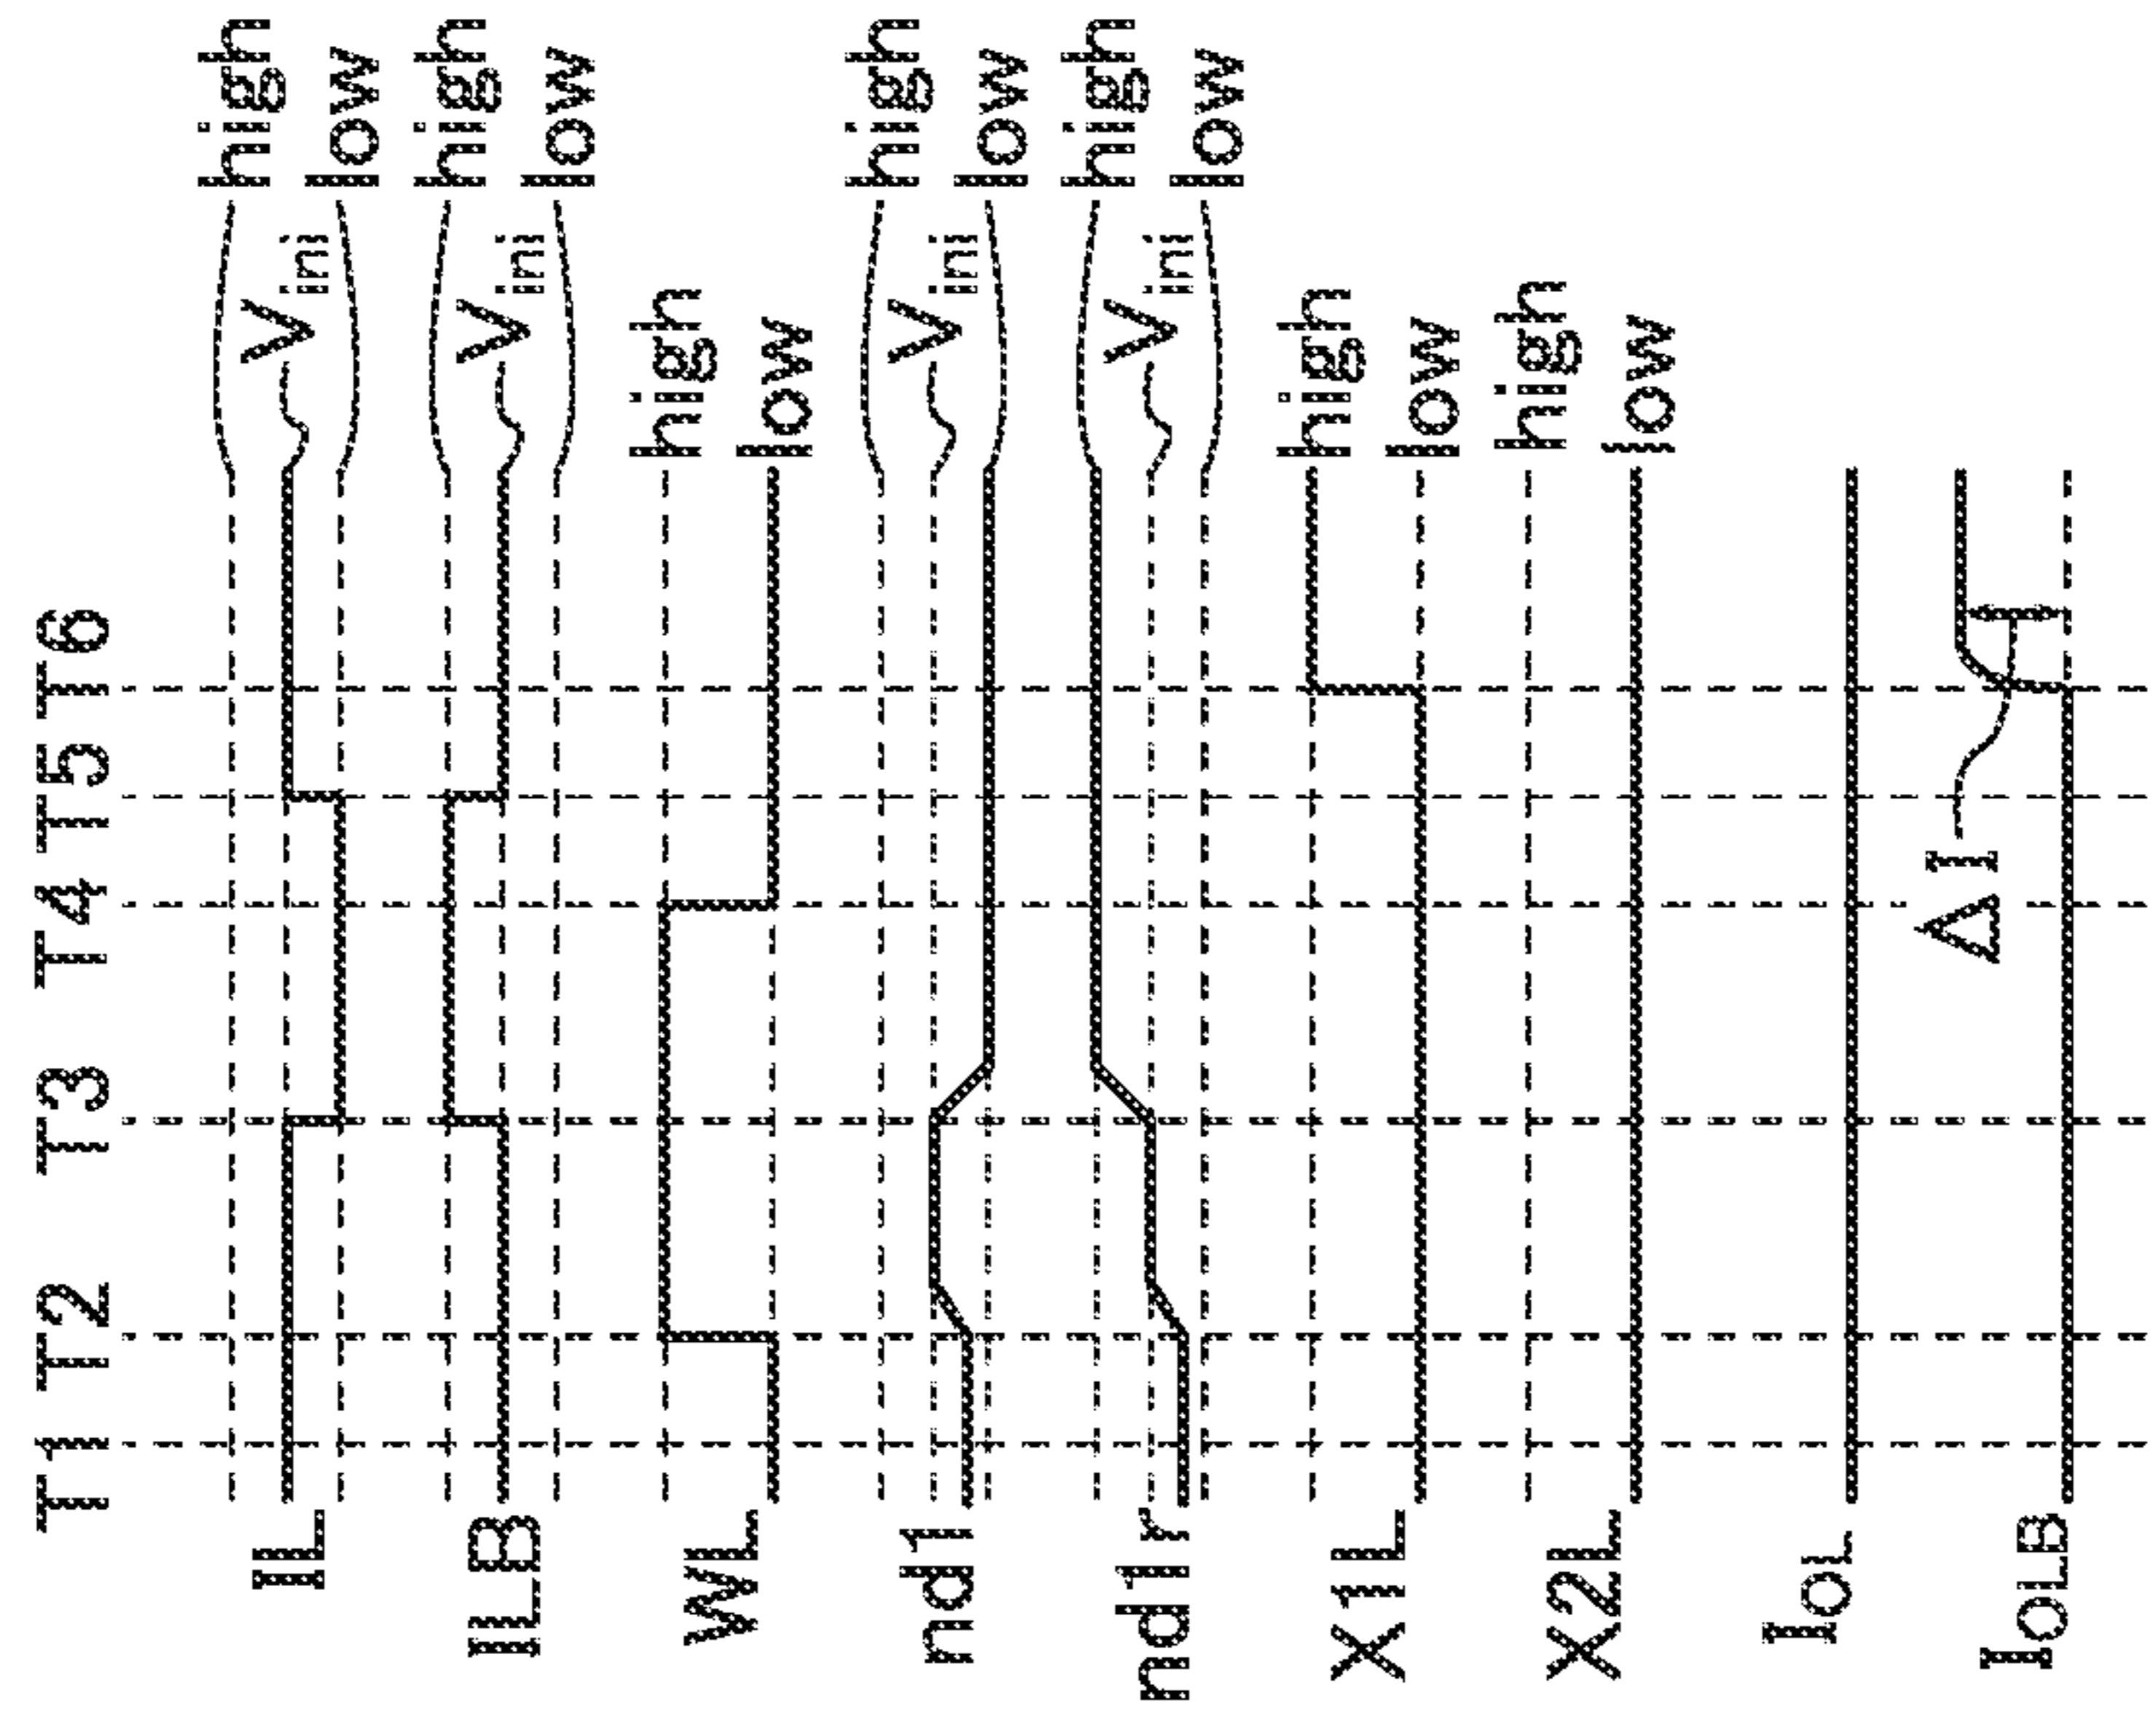 T1 T2 T3 T4 T5 T6
IL high
Vini
low
ILB high
Vini
low
WL high
low
nd1 high
Vini
low
nd1r high
Vini
low
X1L high
low
X2L high
low
IOL
ΔI
IOLB